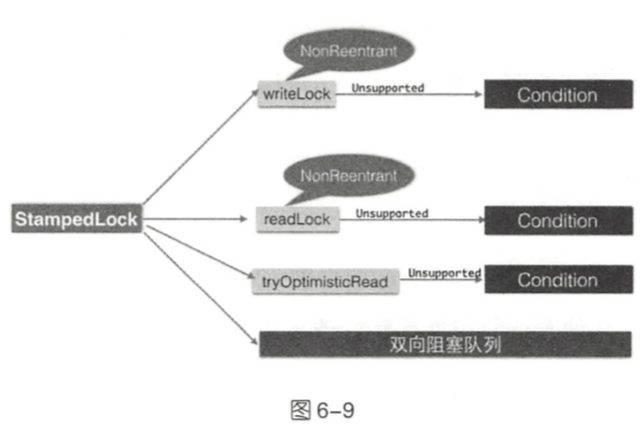 NonReentrant
writeLock
Unsupported
Condition
NonReentrant
StampedLock
readLock
Unsupported
Condition
tryOptimisticRead
Unsupported
Condition
双向阻塞队列
图 6-9